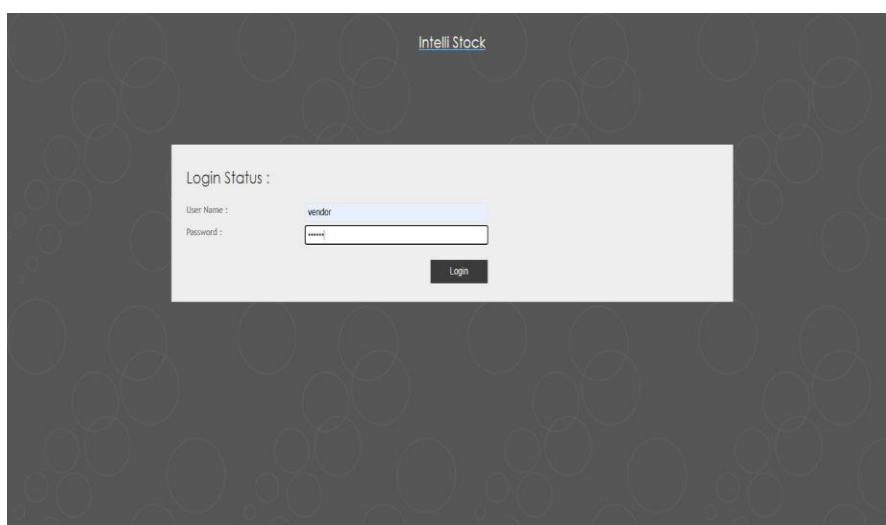 Intelli Stock
Login Status :
User Name :
vendor
Password :
••••••
Login